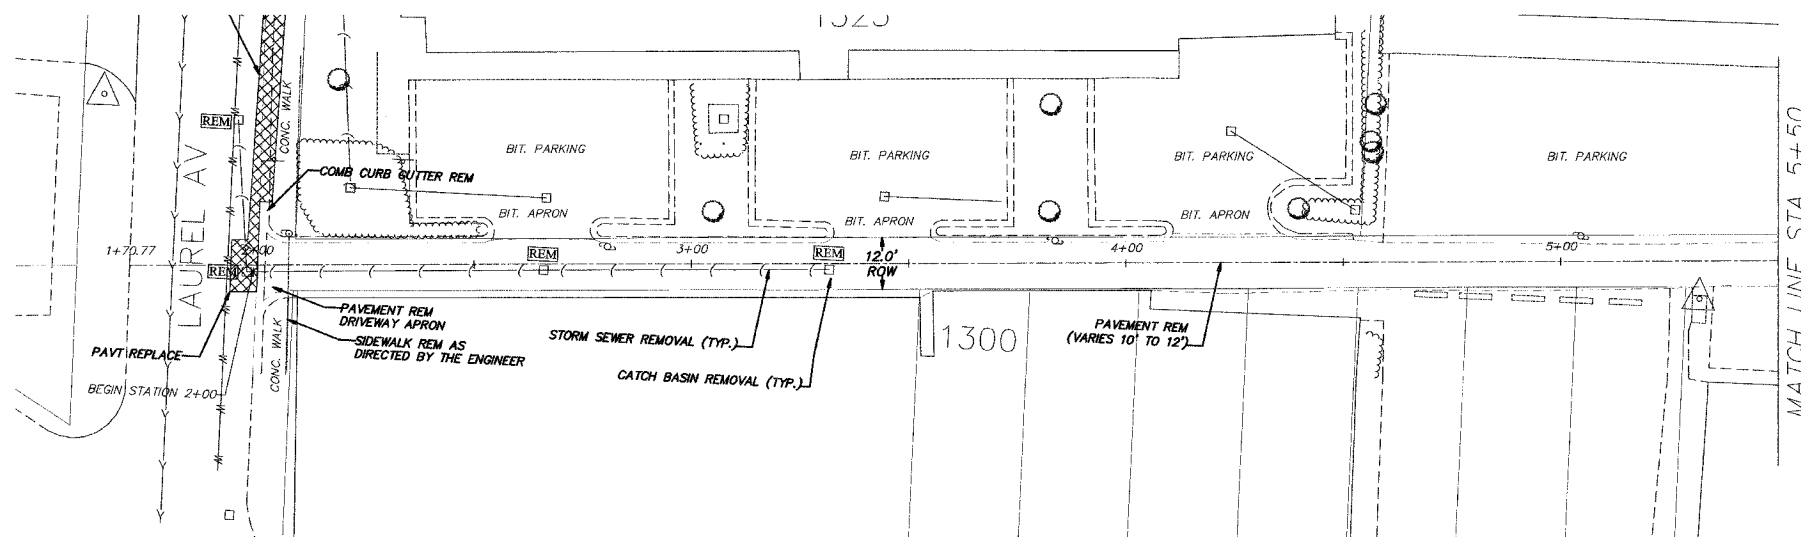 1325
CONC. WALK
REM
LAUREL AV
COMB CURB GUTTER REM
BIT. PARKING
BIT. PARKING
BIT. PARKING
BIT. PARKING
BIT. APRON
BIT. APRON
BIT. APRON
1+70.77
3+00
4+00
5+00
REM
REM
REM
12.0'
ROW
PAVEMENT REM
DRIVEWAY APRON
SIDEWALK REM AS
DIRECTED BY THE ENGINEER
PAVT REPLACE
BEGIN STATION 2+00
CONC. WALK
STORM SEWER REMOVAL (TYP.)
CATCH BASIN REMOVAL (TYP.)
1300
PAVEMENT REM
(VARIES 10' TO 12')
MATCH LINE STA 5+50